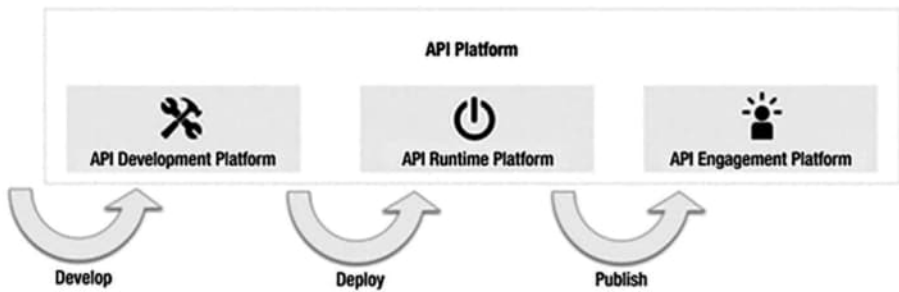 API Platform
API Development Platform
API Runtime Platform
API Engagement Platform
Develop
Deploy
Publish